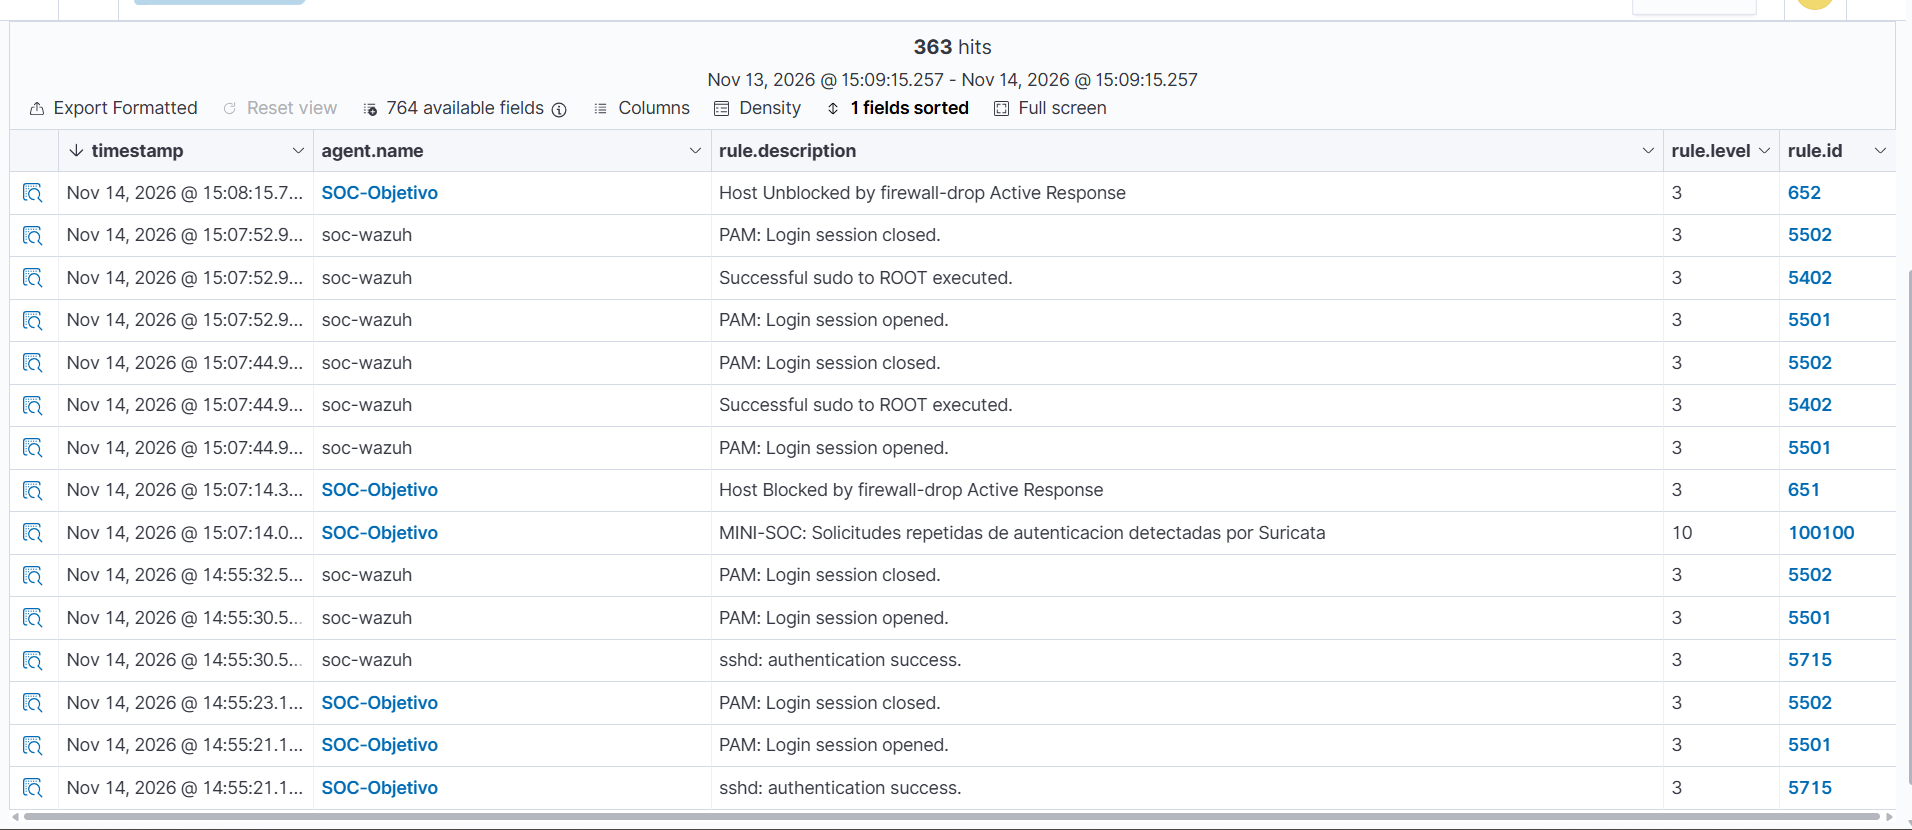 363 hits
Nov 13, 2026 @ 15:09:15.257 - Nov 14, 2026 @ 15:09:15.257
Export Formatted Reset view 764 available fields Columns Density 1 fields sorted Full screen
timestamp agent.name rule.description rule.level rule.id
Nov 14, 2026 @ 15:08:15.7... SOC-Objetivo Host Unblocked by firewall-drop Active Response 3 652
Nov 14, 2026 @ 15:07:52.9... soc-wazuh PAM: Login session closed. 3 5502
Nov 14, 2026 @ 15:07:52.9... soc-wazuh Successful sudo to ROOT executed. 3 5402
Nov 14, 2026 @ 15:07:52.9... soc-wazuh PAM: Login session opened. 3 5501
Nov 14, 2026 @ 15:07:44.9... soc-wazuh PAM: Login session closed. 3 5502
Nov 14, 2026 @ 15:07:44.9... soc-wazuh Successful sudo to ROOT executed. 3 5402
Nov 14, 2026 @ 15:07:44.9... soc-wazuh PAM: Login session opened. 3 5501
Nov 14, 2026 @ 15:07:14.3... SOC-Objetivo Host Blocked by firewall-drop Active Response 3 651
Nov 14, 2026 @ 15:07:14.0... SOC-Objetivo MINI-SOC: Solicitudes repetidas de autenticacion detectadas por Suricata 10 100100
Nov 14, 2026 @ 14:55:32.5... soc-wazuh PAM: Login session closed. 3 5502
Nov 14, 2026 @ 14:55:30.5... soc-wazuh PAM: Login session opened. 3 5501
Nov 14, 2026 @ 14:55:30.5... soc-wazuh sshd: authentication success. 3 5715
Nov 14, 2026 @ 14:55:23.1... SOC-Objetivo PAM: Login session closed. 3 5502
Nov 14, 2026 @ 14:55:21.1... SOC-Objetivo PAM: Login session opened. 3 5501
Nov 14, 2026 @ 14:55:21.1... SOC-Objetivo sshd: authentication success. 3 5715